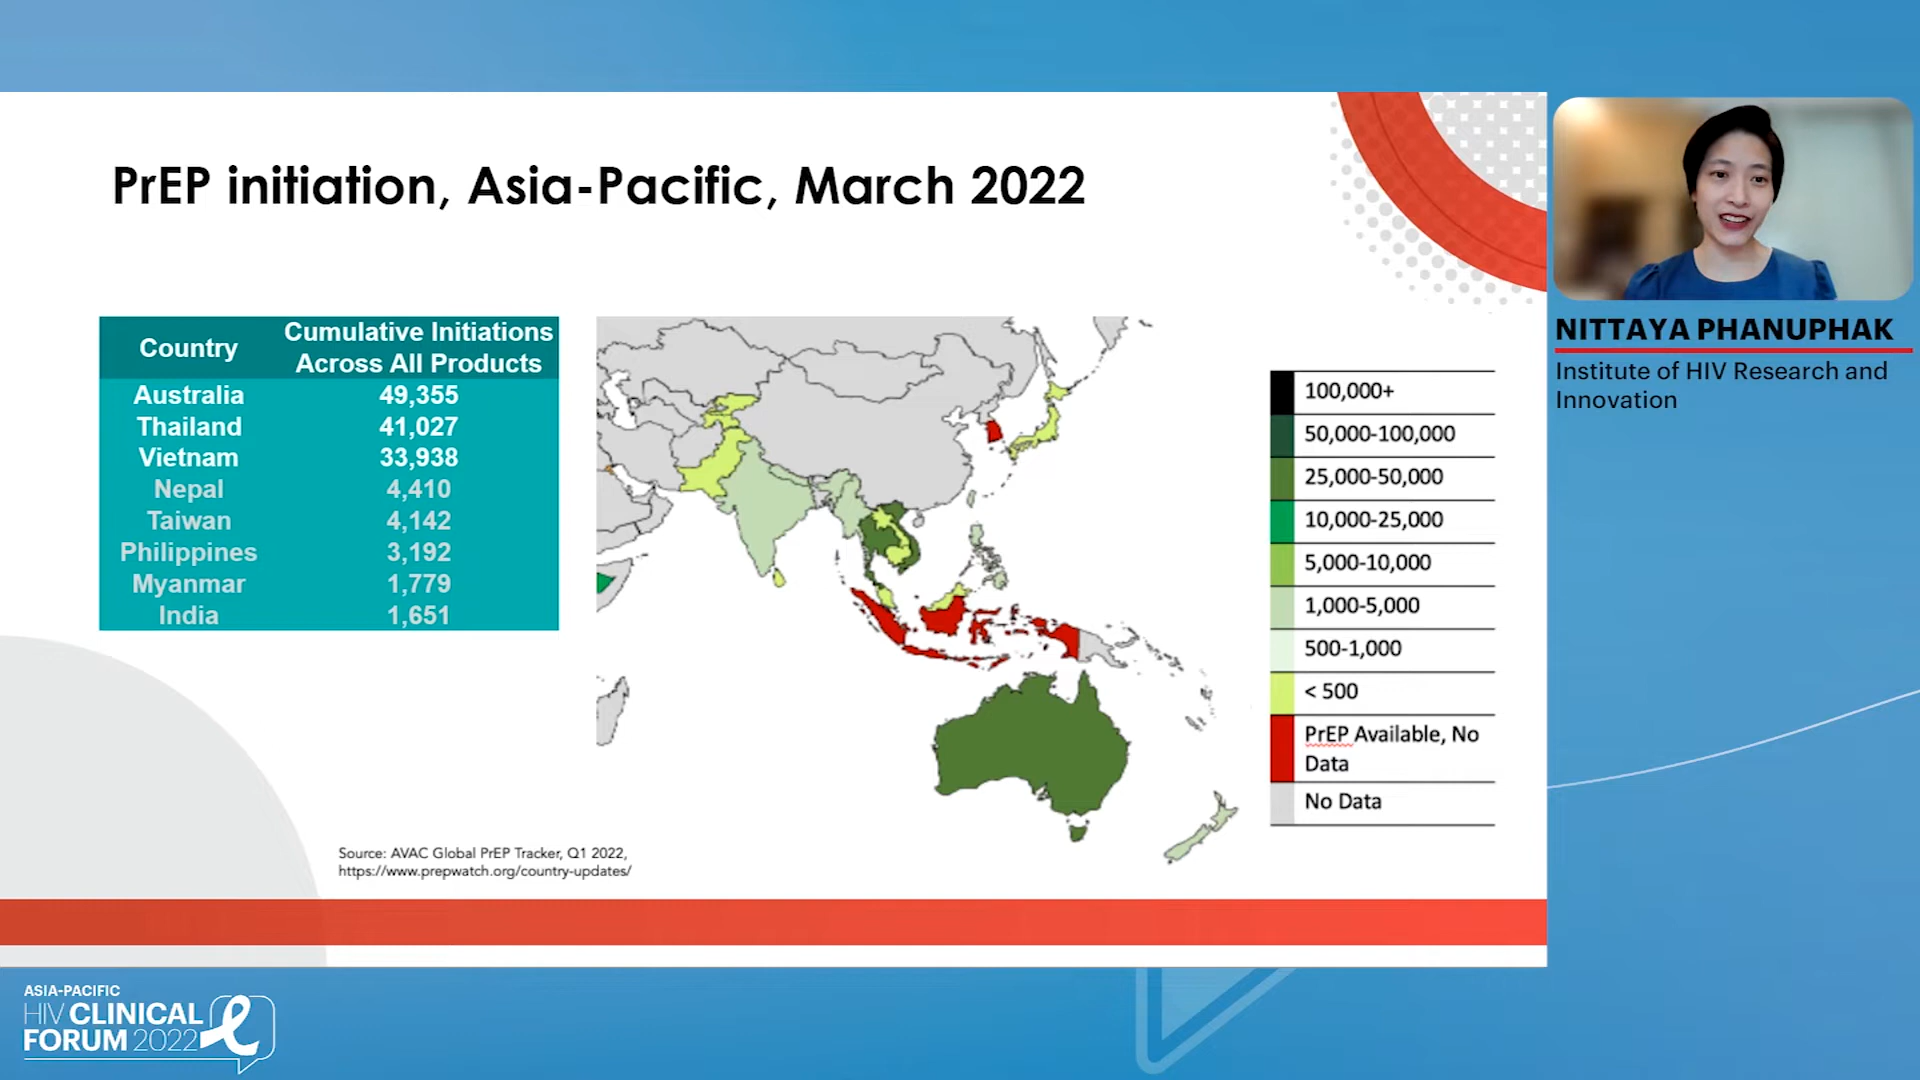 PrEP initiation, Asia-Pacific, March 2022
Country
Cumulative Initiations
Across All Products
Australia 49,355
Thailand 41,027
Vietnam 33,938
Nepal 4,410
Taiwan 4,142
Philippines 3,192
Myanmar 1,779
India 1,651
100,000+
50,000-100,000
25,000-50,000
10,000-25,000
5,000-10,000
1,000-5,000
500-1,000
< 500
PrEP Available, No
Data
No Data
Source: AVAC Global PrEP Tracker, Q1 2022,
https://www.prepwatch.org/country-updates/
NITTAYA PHANUPHAK
Institute of HIV Research and
Innovation
ASIA-PACIFIC
HIV CLINICAL
FORUM 2022